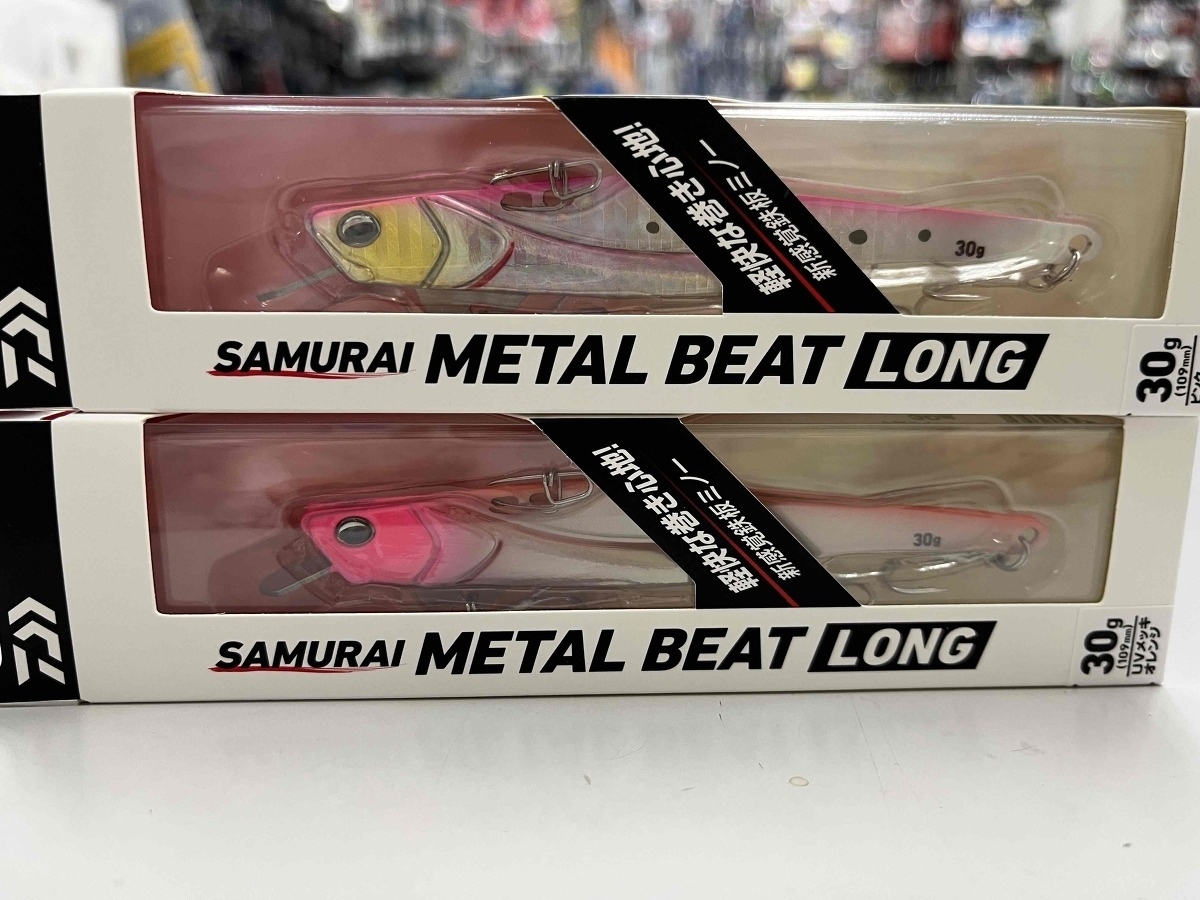 軽快な巻き心地!
新感覚鉄板ミノー
30g
SAMURAI METAL BEAT LONG
30g
(109mm)
軽快な巻き心地!
新感覚鉄板ミノー
30g
SAMURAI METAL BEAT LONG
30g
(109mm)
UVメッキ
オレンジ